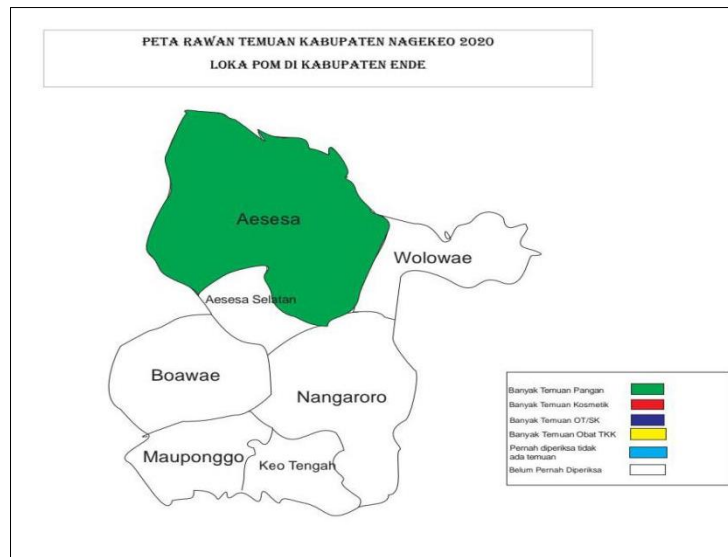 PETA RAWAN TEMUAN KABUPATEN NAGEKEO 2020
LOKA POM DI KABUPATEN ENDE
Aesesa
Wolowae
Aesesa Selatan
Boawae
Nangaroro
Mauponggo
Keo Tengah
Banyak Temuan Pangan
Banyak Temuan Kosmetik
Banyak Temuan OT/SK
Banyak Temuan Obat TKK
Pernah diperiksa tidak
ada temuan
Belum Pernah Diperiksa